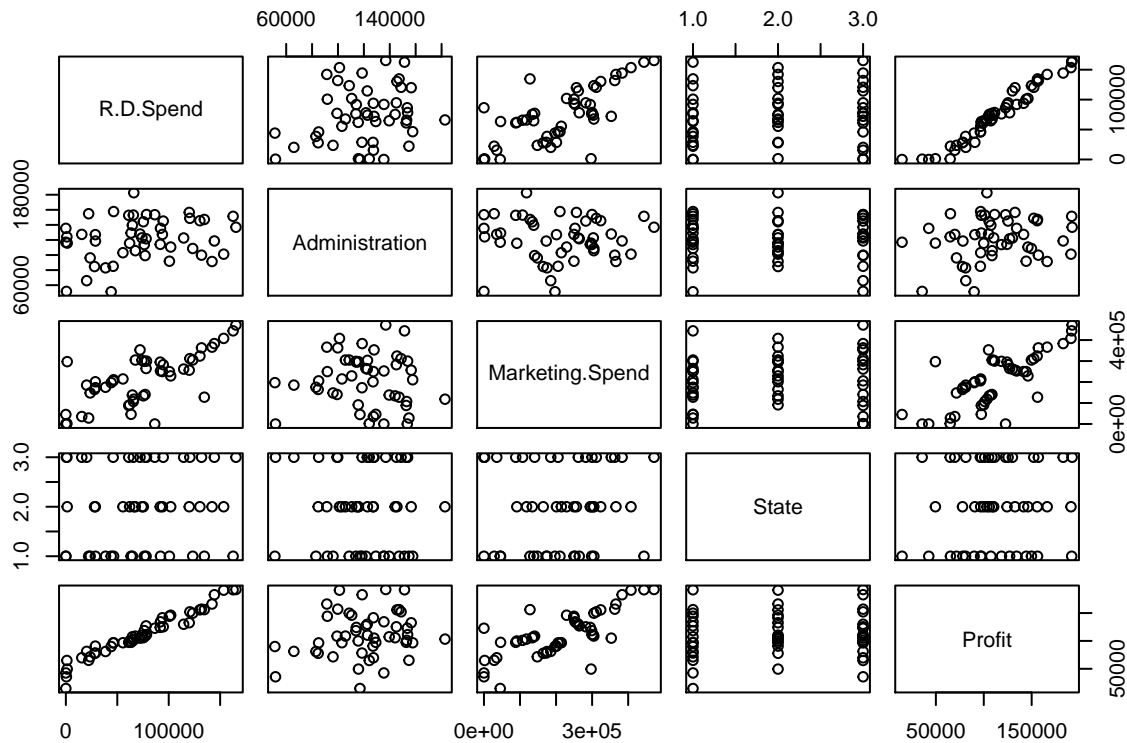 60000 140000
1.0 2.0 3.0
R.D.Spend
0 100000
60000 180000
Administration
Marketing.Spend
0e+00 4e+05
1.0 2.0 3.0
State
Profit
50000
0 100000
0e+00 3e+05
50000 150000